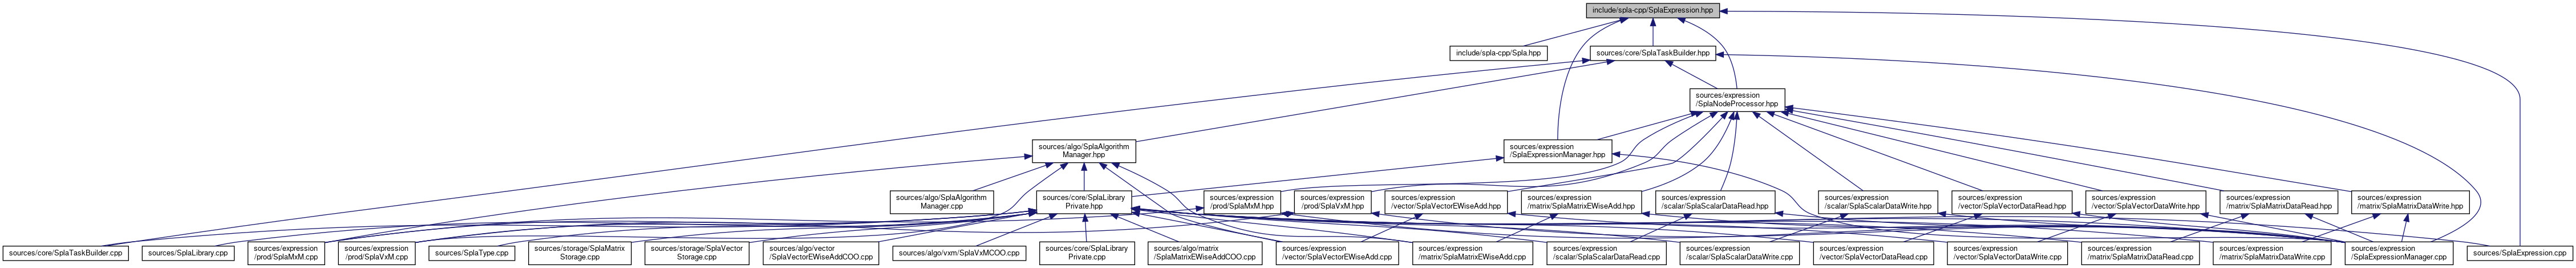 include/spla-cpp/SplaExpression.hpp
include/spla-cpp/Spla.hpp
sources/core/SplaTaskBuilder.hpp
sources/expression
/SplaNodeProcessor.hpp
sources/algo/SplaAlgorithm
Manager.hpp
sources/expression
/SplaExpressionManager.hpp
sources/algo/SplaAlgorithm
Manager.cpp
sources/core/SplaLibrary
Private.hpp
sources/expression
/prod/SplaMxM.hpp
sources/expression
/prod/SplaVxM.hpp
sources/expression
/vector/SplaVectorEWiseAdd.hpp
sources/expression
/matrix/SplaMatrixEWiseAdd.hpp
sources/expression
/scalar/SplaScalarDataRead.hpp
sources/expression
/scalar/SplaScalarDataWrite.hpp
sources/expression
/vector/SplaVectorDataRead.hpp
sources/expression
/vector/SplaVectorDataWrite.hpp
sources/expression
/matrix/SplaMatrixDataRead.hpp
sources/expression
/matrix/SplaMatrixDataWrite.hpp
sources/core/SplaTaskBuilder.cpp
sources/SplaLibrary.cpp
sources/expression
/prod/SplaMxM.cpp
sources/expression
/prod/SplaVxM.cpp
sources/SplaType.cpp
sources/storage/SplaMatrix
Storage.cpp
sources/storage/SplaVector
Storage.cpp
sources/algo/vector
/SplaVectorEWiseAddCOO.cpp
sources/algo/vxm/SplaVxMCOO.cpp
sources/core/SplaLibrary
Private.cpp
sources/algo/matrix
/SplaMatrixEWiseAddCOO.cpp
sources/expression
/vector/SplaVectorEWiseAdd.cpp
sources/expression
/matrix/SplaMatrixEWiseAdd.cpp
sources/expression
/scalar/SplaScalarDataRead.cpp
sources/expression
/scalar/SplaScalarDataWrite.cpp
sources/expression
/vector/SplaVectorDataRead.cpp
sources/expression
/vector/SplaVectorDataWrite.cpp
sources/expression
/matrix/SplaMatrixDataRead.cpp
sources/expression
/matrix/SplaMatrixDataWrite.cpp
sources/expression
/SplaExpressionManager.cpp
sources/SplaExpression.cpp